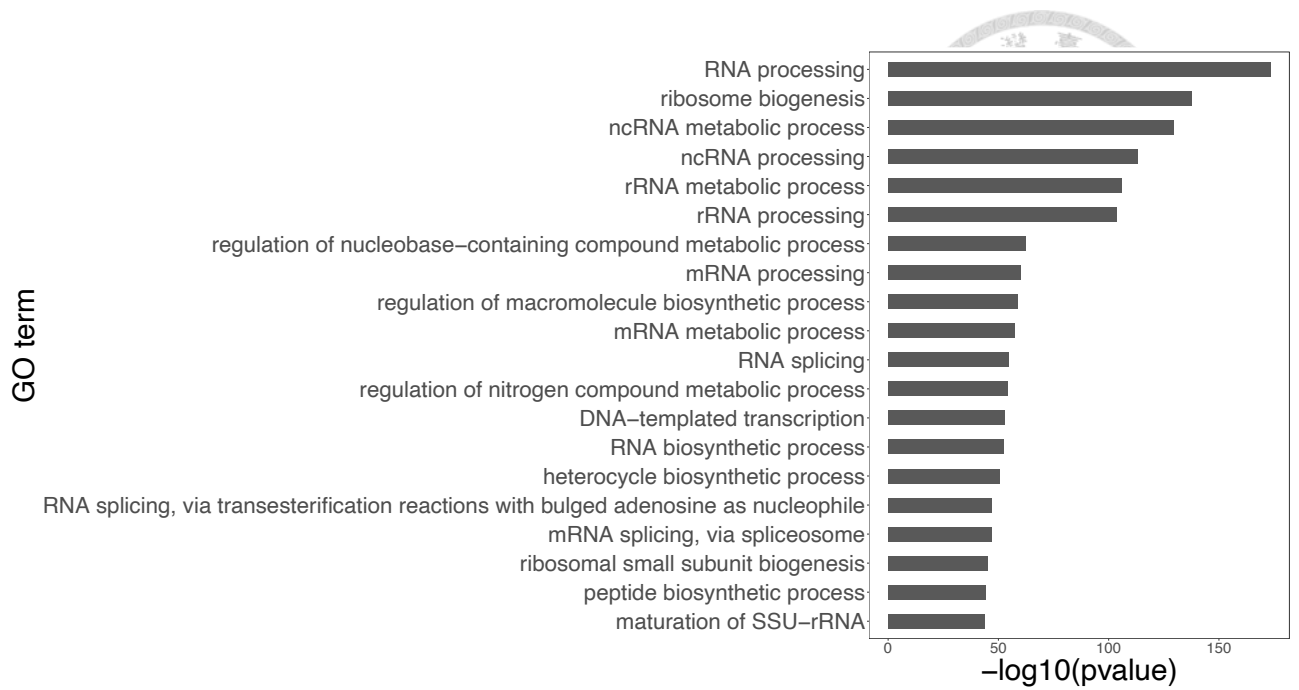 RNA processing
ribosome biogenesis
ncRNA metabolic process
ncRNA processing
rRNA metabolic process
rRNA processing
regulation of nucleobase−containing compound metabolic process
mRNA processing
regulation of macromolecule biosynthetic process
mRNA metabolic process
RNA splicing
regulation of nitrogen compound metabolic process
DNA−templated transcription
RNA biosynthetic process
heterocycle biosynthetic process
RNA splicing, via transesterification reactions with bulged adenosine as nucleophile
mRNA splicing, via spliceosome
ribosomal small subunit biogenesis
peptide biosynthetic process
maturation of SSU−rRNA
GO term
0 50 100 150
−log10(pvalue)